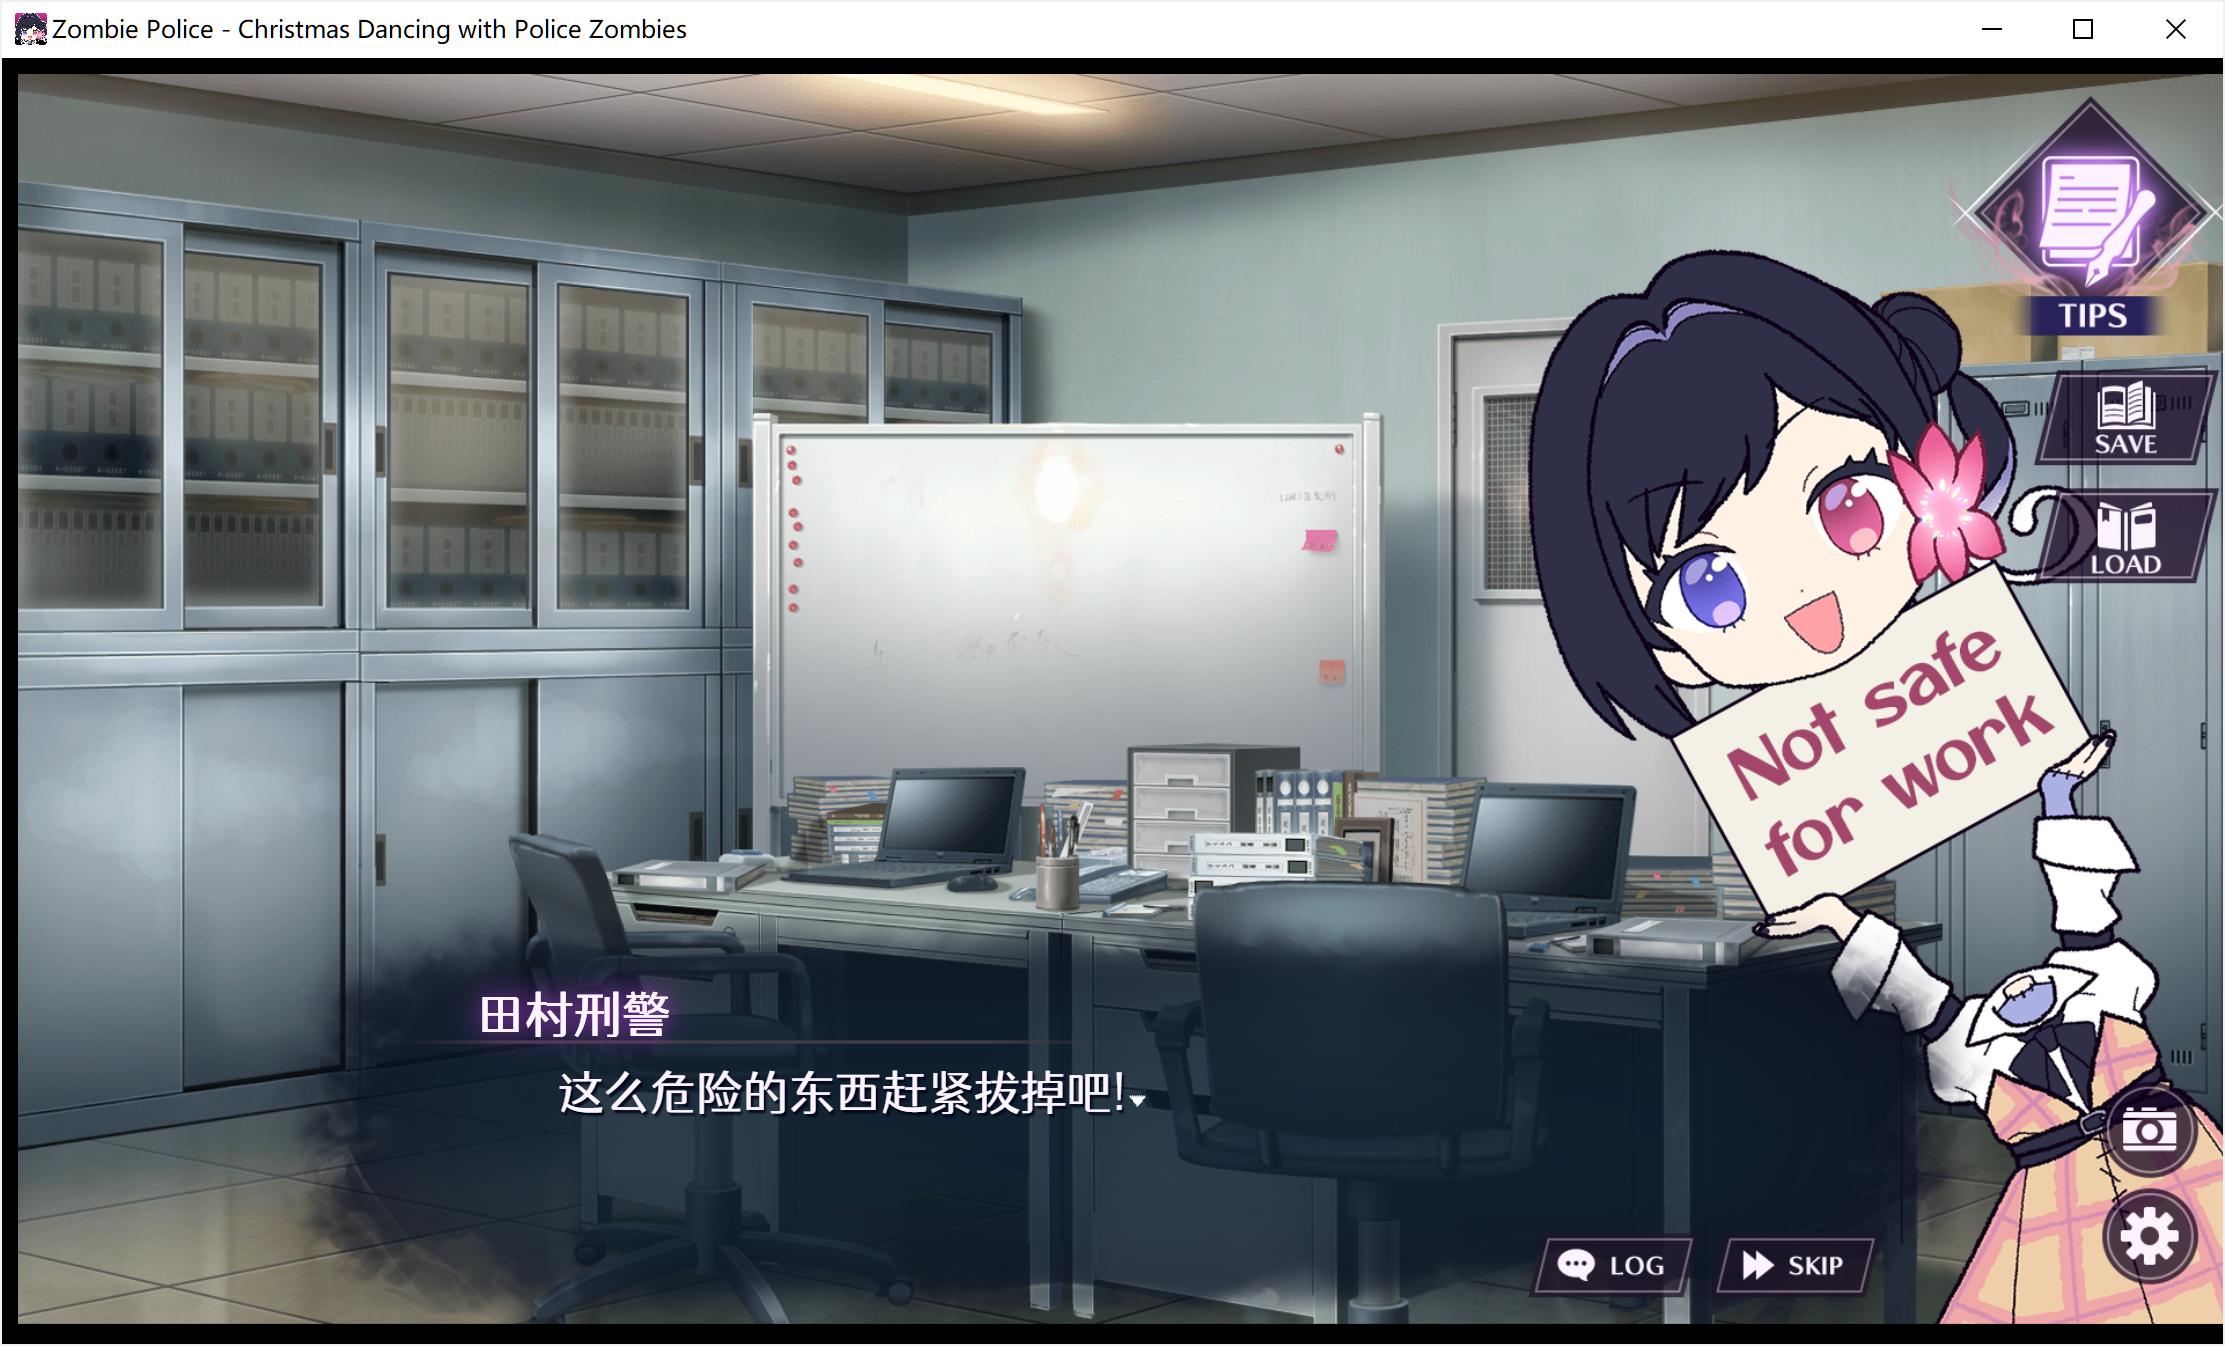 Zombie Police - Christmas Dancing with Police Zombies
TIPS
SAVE
LOAD
Not safe
for work
田村刑警
这么危险的东西赶紧拔掉吧!
LOG
SKIP